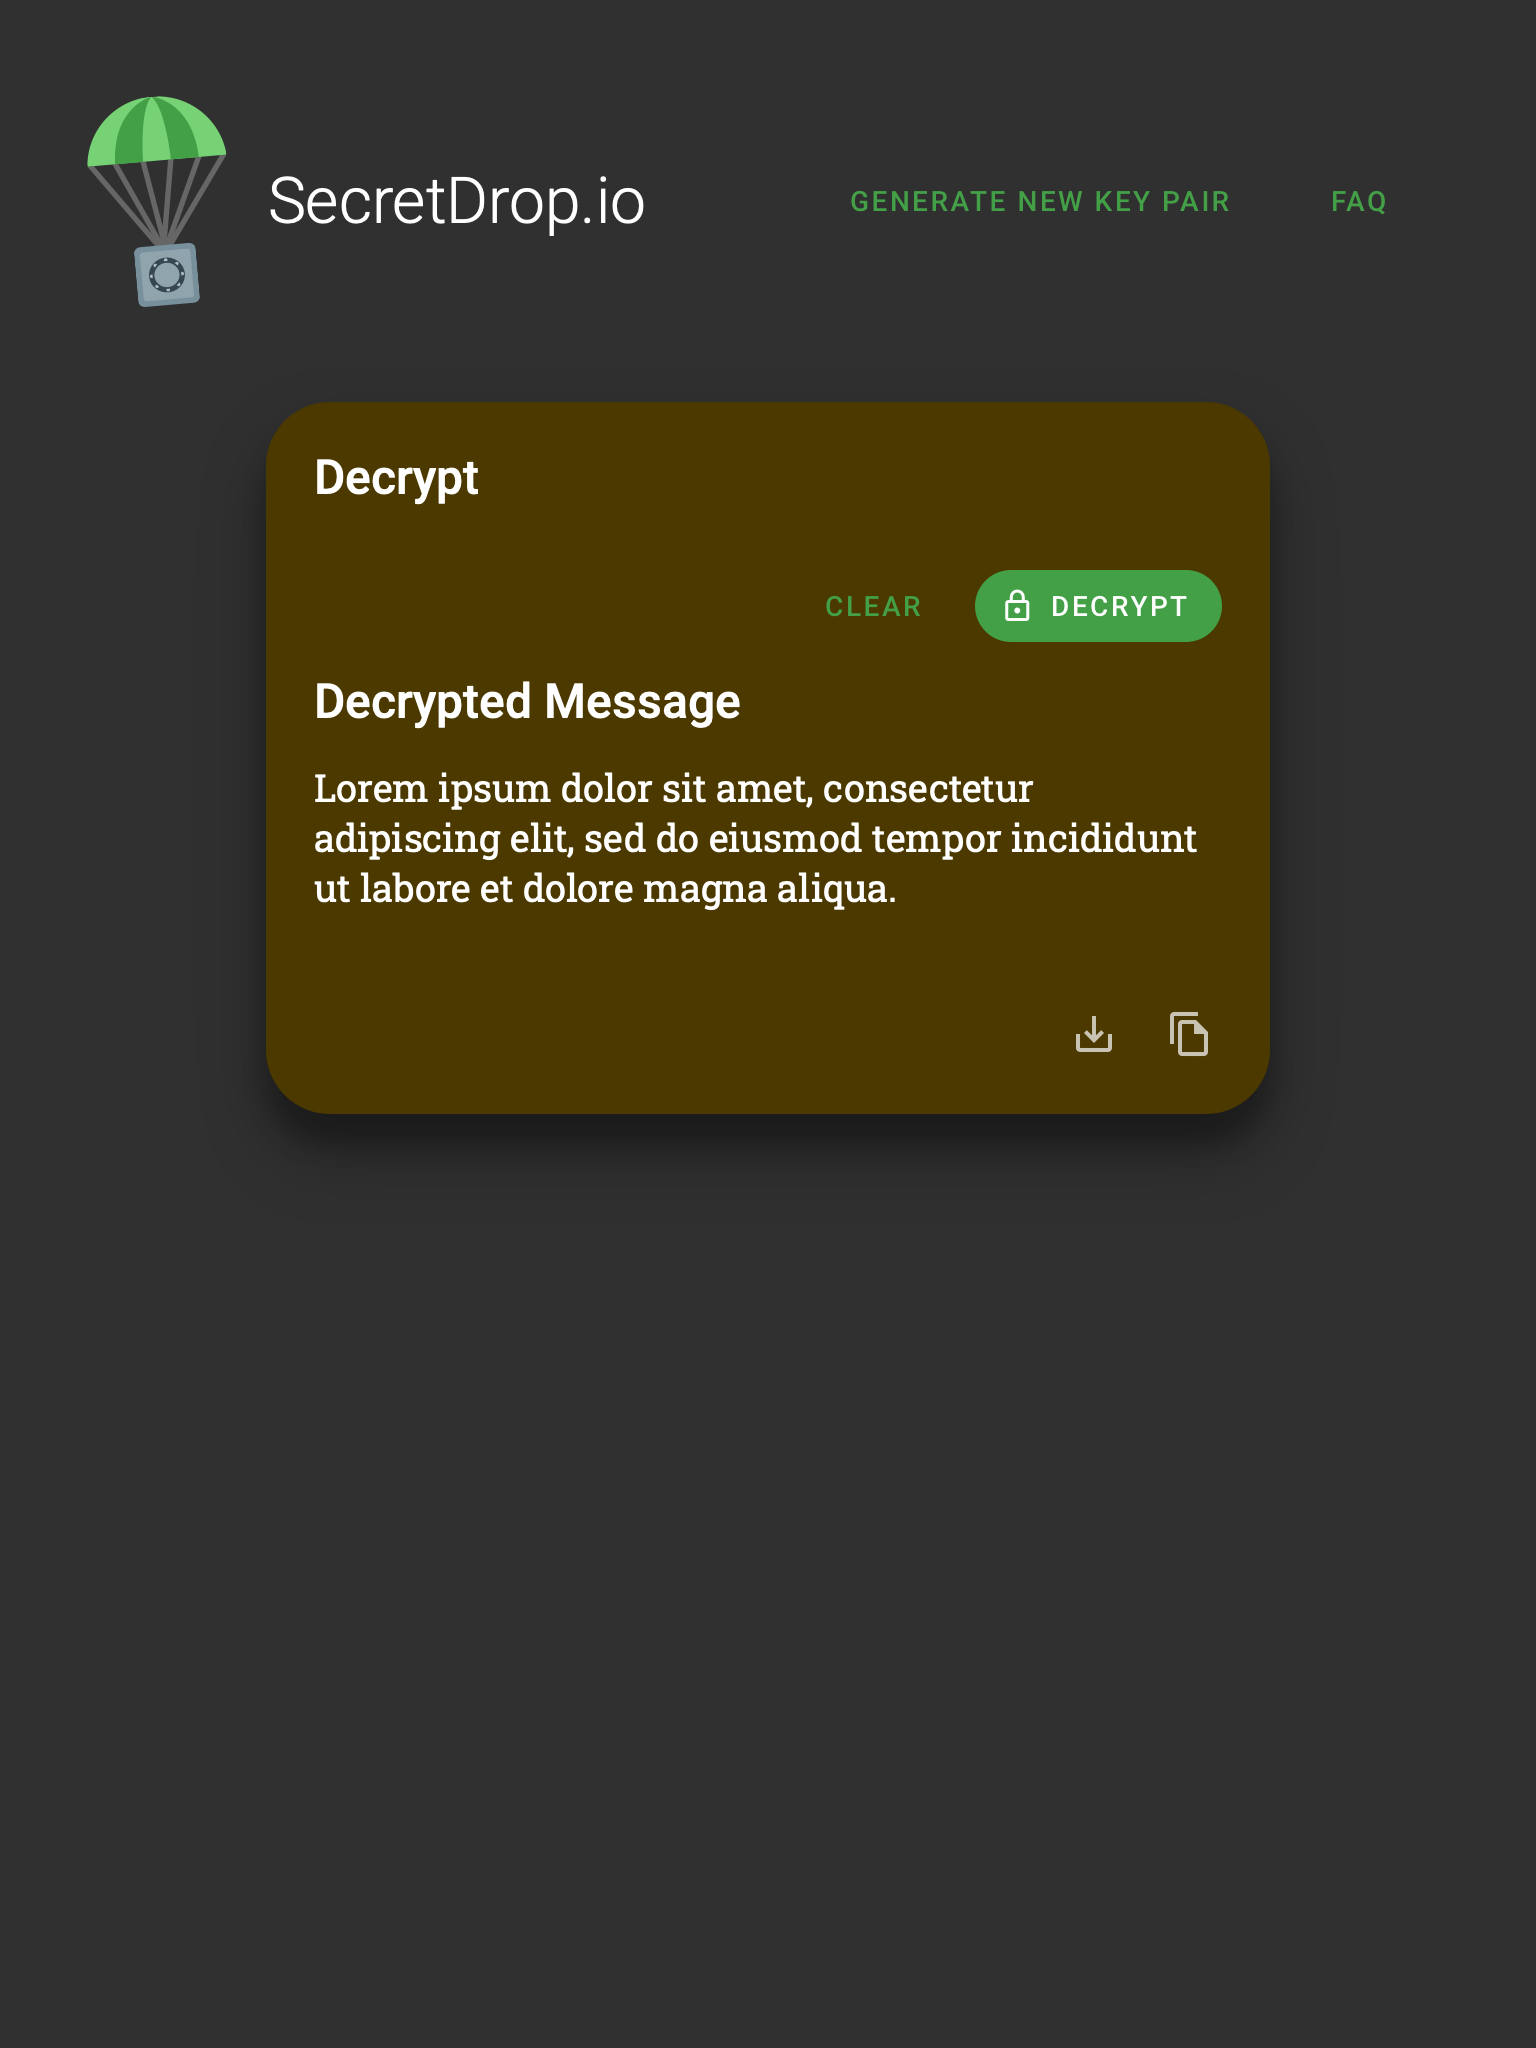 SecretDrop.io
GENERATE NEW KEY PAIR
FAQ
Decrypt
CLEAR
DECRYPT
Decrypted Message
Lorem ipsum dolor sit amet, consectetur
adipiscing elit, sed do eiusmod tempor incididunt
ut labore et dolore magna aliqua.